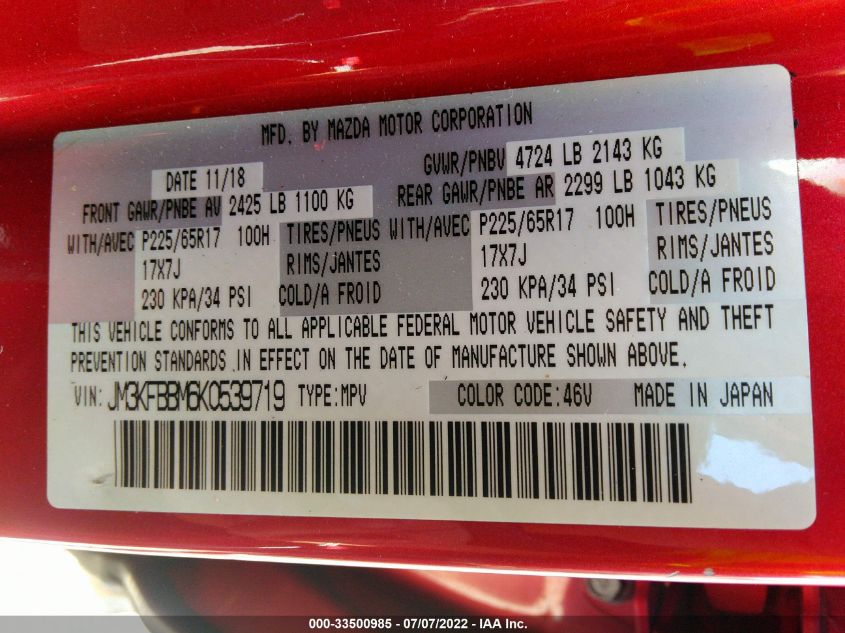 MFD. BY MAZDA MOTOR CORPORATION
DATE 11/18 GVWR/PNBV 4724 LB 2143 KG
FRONT GAWR/PNBE AV 2425 LB 1100 KG REAR GAWR/PNBE AR 2299 LB 1043 KG
WITH/AVEC P225/65R17 100H TIRES/PNEUS WITH/AVEC P225/65R17 100H TIRES/PNEUS
17X7J RIMS/JANTES 17X7J RIMS/JANTES
230 KPA/34 PSI COLD/A FROID 230 KPA/34 PSI COLD/A FROID
THIS VEHICLE CONFORMS TO ALL APPLICABLE FEDERAL MOTOR VEHICLE SAFETY AND THEFT
PREVENTION STANDARDS IN EFFECT ON THE DATE OF MANUFACTURE SHOWN ABOVE.
VIN: JM3KFBBM6K0539719 TYPE:MPV COLOR CODE:46V MADE IN JAPAN
000-33500985 - 07/07/2022 - IAA Inc.